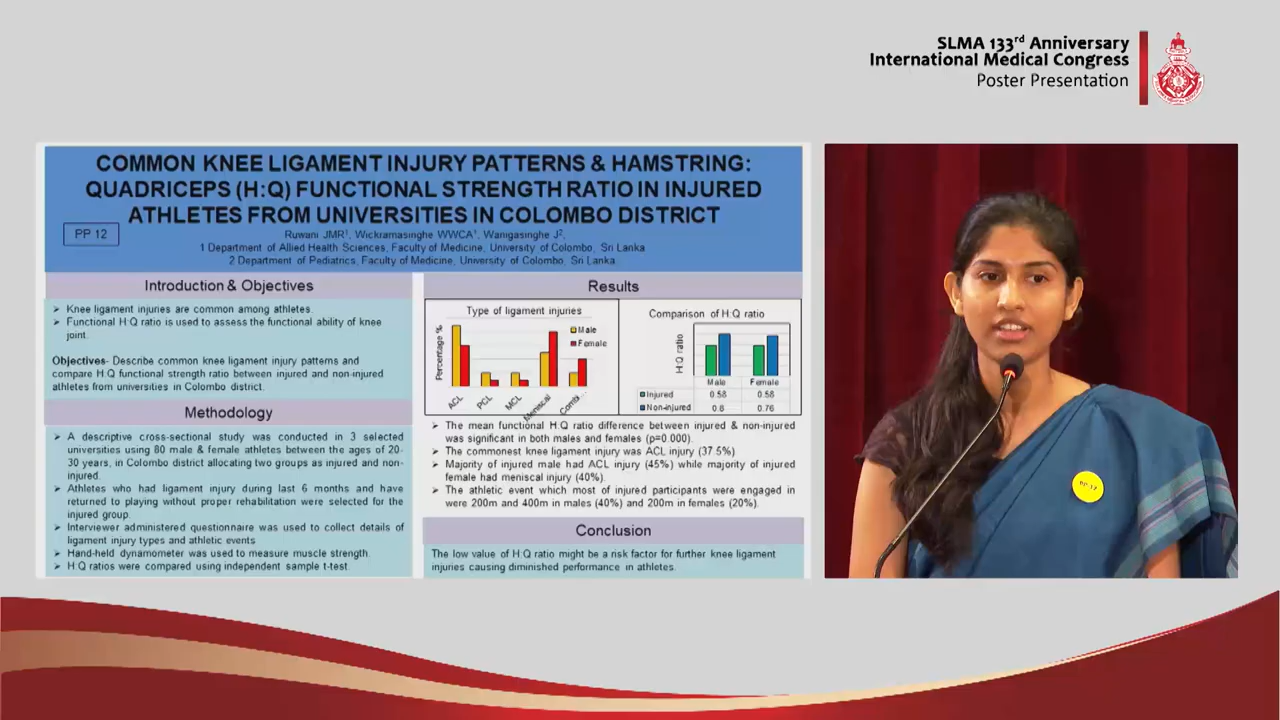 SLMA 133rd Anniversary
International Medical Congress
Poster Presentation
COMMON KNEE LIGAMENT INJURY PATTERNS & HAMSTRING:
QUADRICEPS (H:Q) FUNCTIONAL STRENGTH RATIO IN INJURED
ATHLETES FROM UNIVERSITIES IN COLOMBO DISTRICT
PP 12
Ruwani JMR1, Wickramasinghe WWCA1, Wanigasinghe J2,
1 Department of Allied Health Sciences, Faculty of Medicine, University of Colombo, Sri Lanka
2 Department of Pediatrics, Faculty of Medicine, University of Colombo, Sri Lanka.
Introduction & Objectives
➢ Knee ligament injuries are common among athletes.
➢ Functional H:Q ratio is used to assess the functional ability of knee
joint.
Objectives- Describe common knee ligament injury patterns and
compare H:Q functional strength ratio between injured and non-injured
athletes from universities in Colombo district.
Methodology
➢ A descriptive cross-sectional study was conducted in 3 selected
universities using 80 male & female athletes between the ages of 20-
30 years, in Colombo district allocating two groups as injured and non-
injured.
➢ Athletes who had ligament injury during last 6 months and have
returned to playing without proper rehabilitation were selected for the
injured group.
➢ Interviewer administered questionnaire was used to collect details of
ligament injury types and athletic events
➢ Hand-held dynamometer was used to measure muscle strength.
➢ H:Q ratios were compared using independent sample t-test.
Results
Type of ligament injuries
Percentage %
Male
Female
ACL
PCL
MCL
Meniscal
Combi...
Comparison of H:Q ratio
H:Q ratio
Male Female
Injured 0.58 0.58
Non-injured 0.8 0.76
➢ The mean functional H:Q ratio difference between injured & non-injured
was significant in both males and females (p=0.000).
➢ The commonest knee ligament injury was ACL injury (37.5%)
➢ Majority of injured male had ACL injury (45%) while majority of injured
female had meniscal injury (40%).
➢ The athletic event which most of injured participants were engaged in
were 200m and 400m in males (40%) and 200m in females (20%).
Conclusion
The low value of H:Q ratio might be a risk factor for further knee ligament
injuries causing diminished performance in athletes.
PP 12